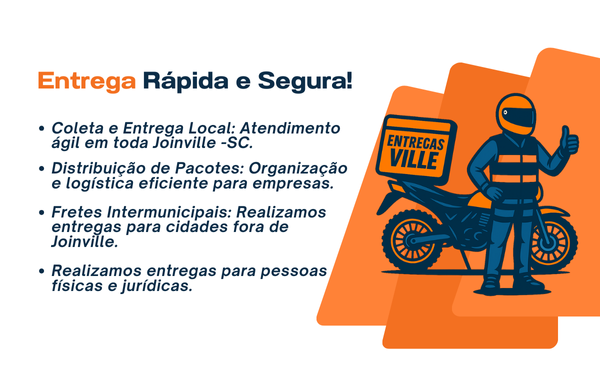 Entrega Rápida e Segura!
• Coleta e Entrega Local: Atendimento
ágil em toda Joinville -SC.
• Distribuição de Pacotes: Organização
e logística eficiente para empresas.
• Fretes Intermunicipais: Realizamos
entregas para cidades fora de
Joinville.
• Realizamos entregas para pessoas
físicas e jurídicas.
ENTREGAS
VILLE